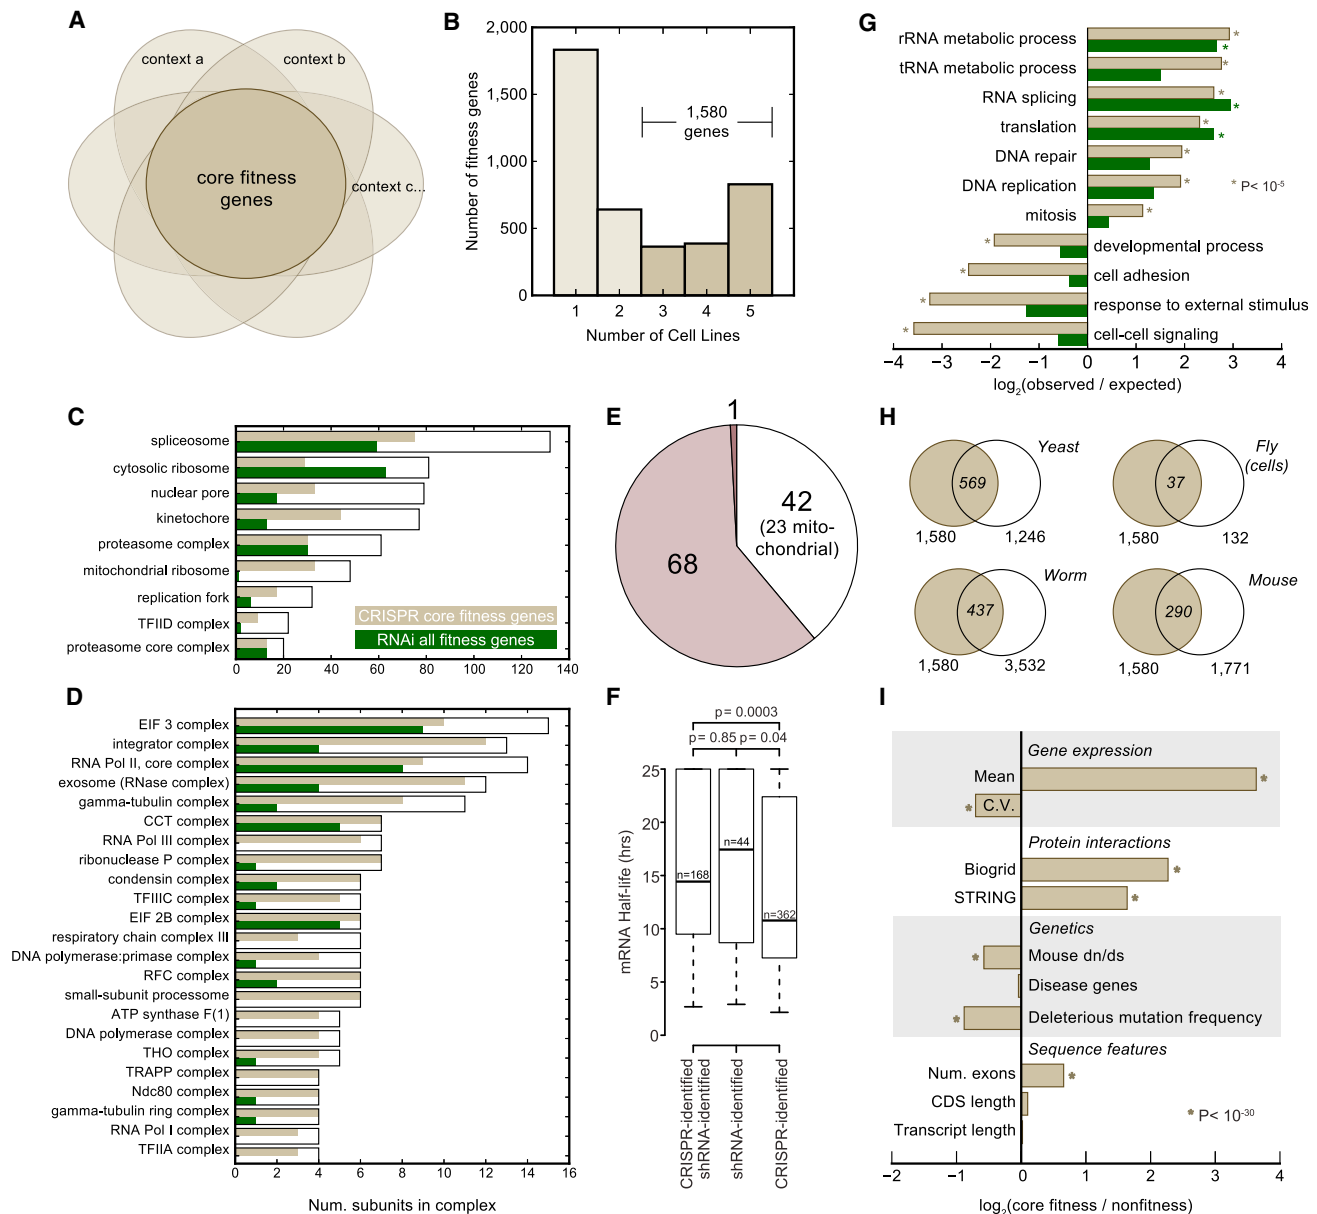 A
context a
context b
core fitness
genes
context c...
B
2,000
1,500
1,000
500
0
Number of fitness genes
1,580
genes
1 2 3 4 5
Number of Cell Lines
G
rRNA metabolic process
tRNA metabolic process
RNA splicing
translation
DNA repair
DNA replication
mitosis
developmental process
cell adhesion
response to external stimulus
cell-cell signaling
* P< 10-5
−4 −3 −2 −1 0 1 2 3 4
log2(observed / expected)
C
spliceosome
cytosolic ribosome
nuclear pore
kinetochore
proteasome complex
mitochondrial ribosome
replication fork
TFIID complex
proteasome core complex
CRISPR core fitness genes
RNAi all fitness genes
0 20 40 60 80 100 120 140
E
1
42
(23 mito-
chondrial)
68
H
Yeast
569
1,580
1,246
Fly
(cells)
37
1,580
132
Worm
437
1,580
3,532
Mouse
290
1,580
1,771
D
EIF 3 complex
integrator complex
RNA Pol II, core complex
exosome (RNase complex)
gamma-tubulin complex
CCT complex
RNA Pol III complex
ribonuclease P complex
condensin complex
TFIIIC complex
EIF 2B complex
respiratory chain complex III
DNA polymerase:primase complex
RFC complex
small-subunit processome
ATP synthase F(1)
DNA polymerase complex
THO complex
TRAPP complex
Ndc80 complex
gamma-tubulin ring complex
RNA Pol I complex
TFIIA complex
0 2 4 6 8 10 12 14 16
Num. subunits in complex
F
p= 0.0003
p= 0.85 p= 0.04
25
20
15
10
5
0
mRNA Half-life (hrs)
n=168
n=44
n=362
CRISPR-identified
shRNA-identified
shRNA-identified
CRISPR-identified
I
Gene expression
Mean
C.V.
Protein interactions
Biogrid
STRING
Genetics
Mouse dn/ds
Disease genes
Deleterious mutation frequency
Sequence features
Num. exons
CDS length
Transcript length
* P< 10-30
−2 −1 0 1 2 3 4
log2(core fitness / nonfitness)